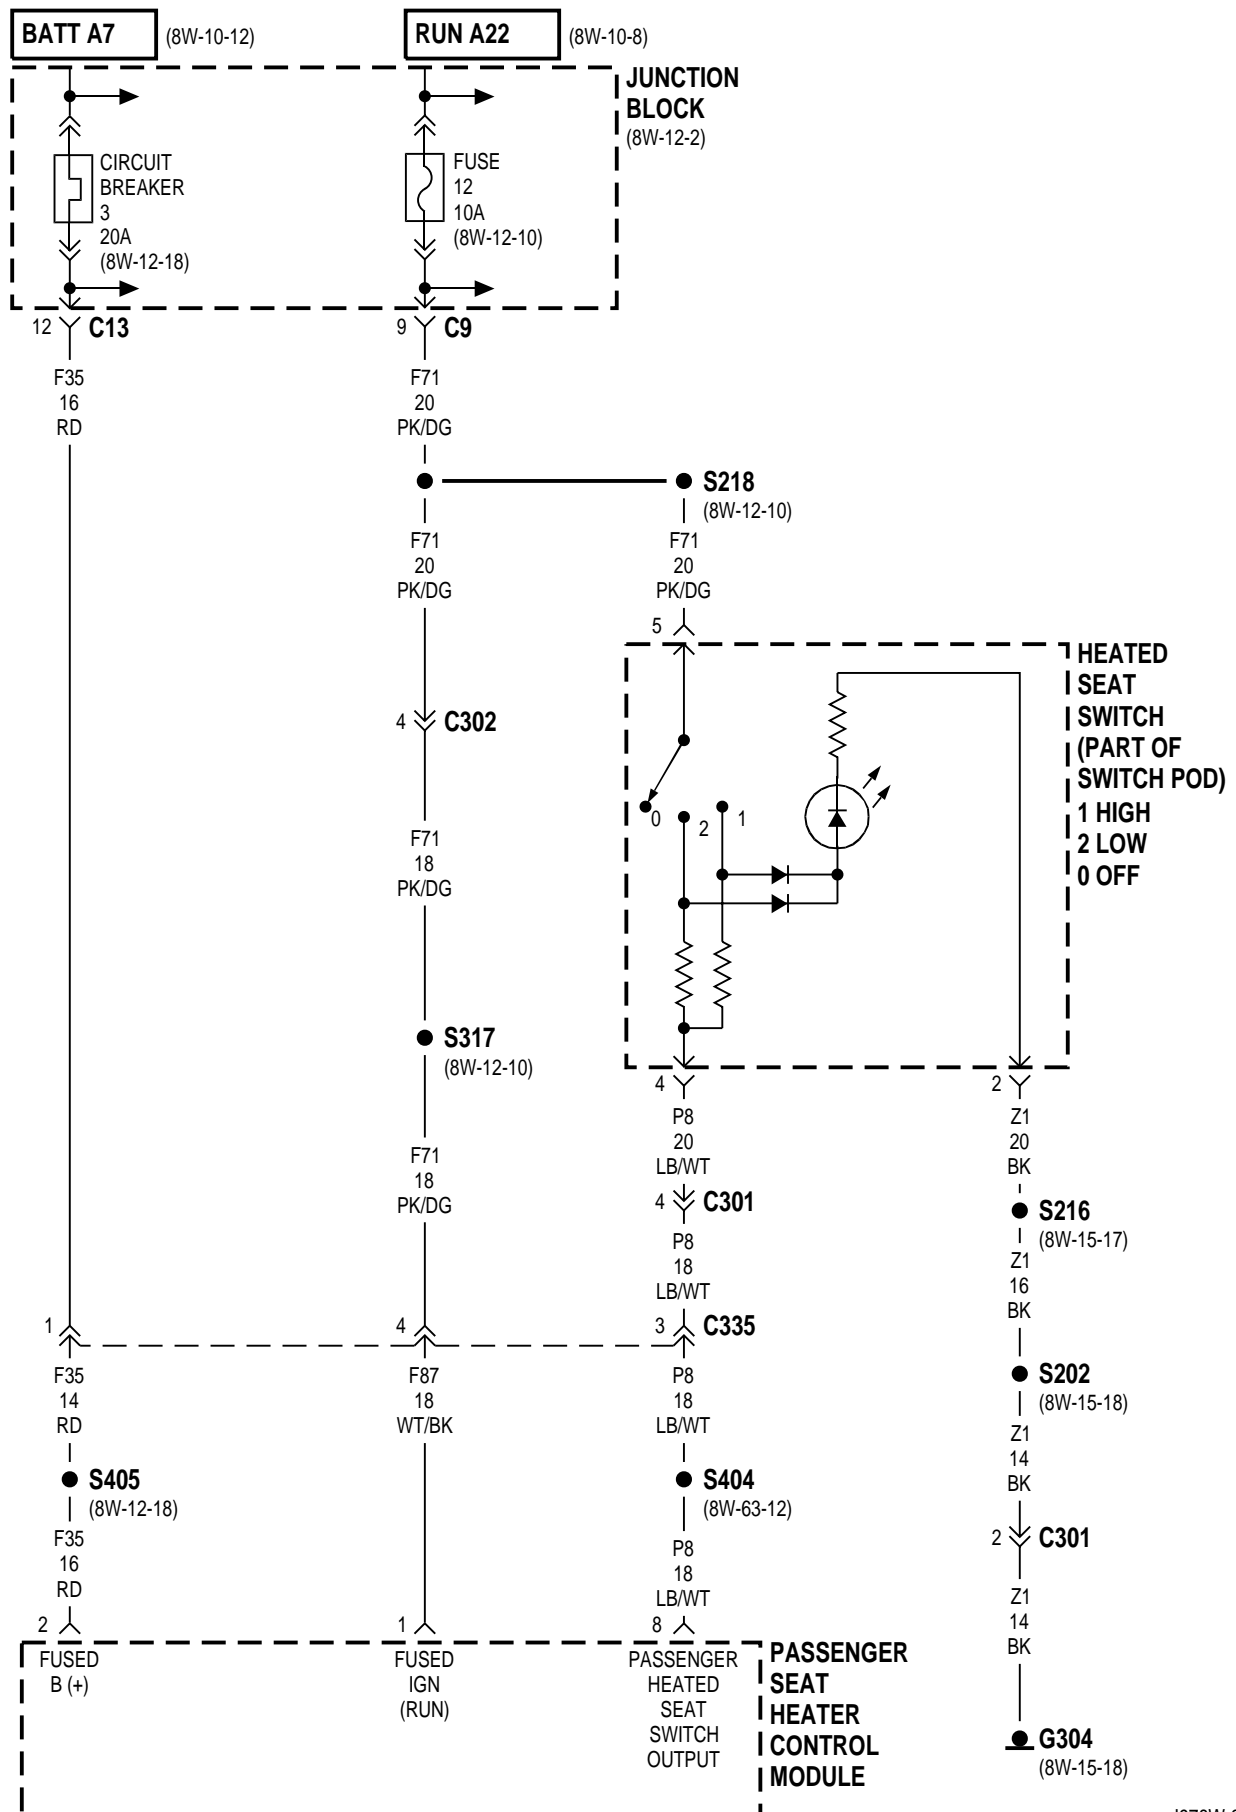 BATT A7 (8W-10-12) RUN A22 (8W-10-8)
JUNCTION
BLOCK
(8W-12-2)
CIRCUIT
BREAKER
3
20A
(8W-12-18)
FUSE
12
10A
(8W-12-10)
12 C13
9 C9
F35
16
RD
F71
20
PK/DG
S218
(8W-12-10)
F71
20
PK/DG
F71
20
PK/DG
5
HEATED
SEAT
SWITCH
(PART OF
SWITCH POD)
1 HIGH
2 LOW
0 OFF
0
2
1
4 C302
F71
18
PK/DG
S317
(8W-12-10)
F71
18
PK/DG
4
2
P8
20
LB/WT
4 C301
P8
18
LB/WT
Z1
20
BK
S216
(8W-15-17)
Z1
16
BK
1
4
3 C335
F35
14
RD
F87
18
WT/BK
P8
18
LB/WT
S202
(8W-15-18)
Z1
14
BK
S405
(8W-12-18)
S404
(8W-63-12)
F35
16
RD
P8
18
LB/WT
2 C301
Z1
14
BK
2
1
8
FUSED
B (+)
FUSED
IGN
(RUN)
PASSENGER
HEATED
SEAT
SWITCH
OUTPUT
PASSENGER
SEAT
HEATER
CONTROL
MODULE
G304
(8W-15-18)